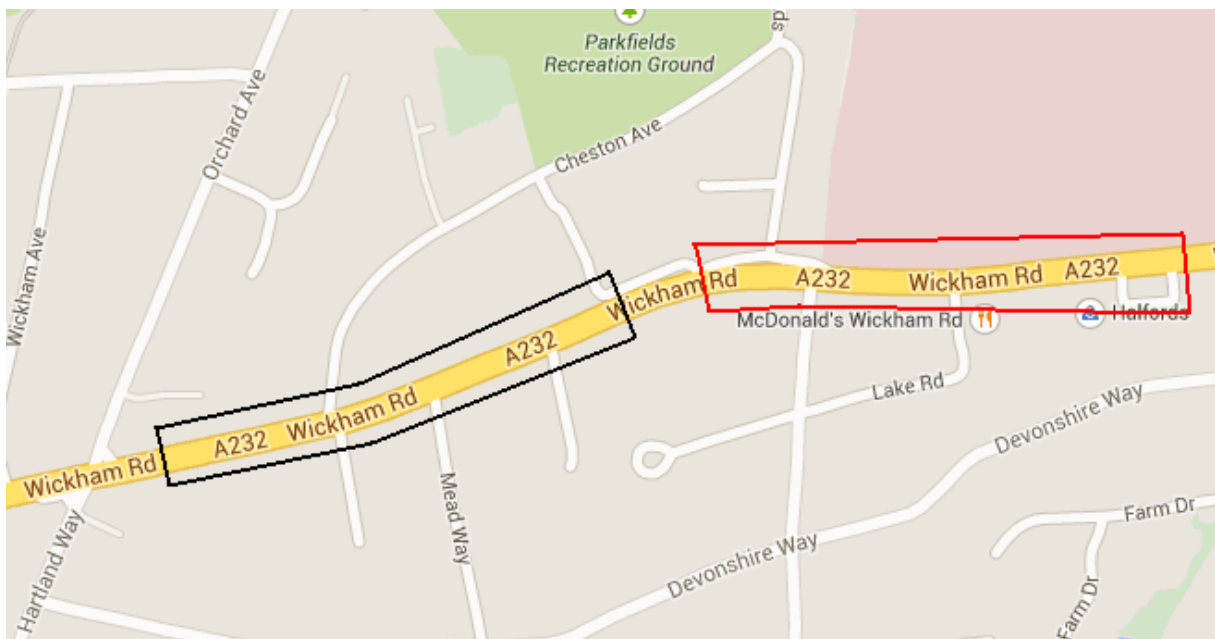 Parkfields
Recreation Ground
ds
Orchard Ave
Cheston Ave
Wickham Ave
Wickham Rd
A232
Wickham Rd
A232
Wickham Rd
A232
Wickham Rd
A232
McDonald's Wickham Rd
Halfords
Lake Rd
Devonshire Way
Wickham Rd
Mead Way
Hartland Way
Devonshire Way
Farm Dr
Farm Dr